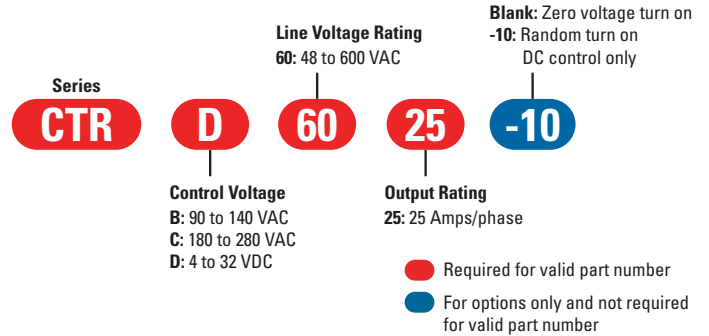 Blank: Zero voltage turn on
-10: Random turn on
DC control only
Line Voltage Rating
60: 48 to 600 VAC
Series
CTR
D
60
25
-10
Control Voltage
B: 90 to 140 VAC
C: 180 to 280 VAC
D: 4 to 32 VDC
Output Rating
25: 25 Amps/phase
Required for valid part number
For options only and not required
for valid part number